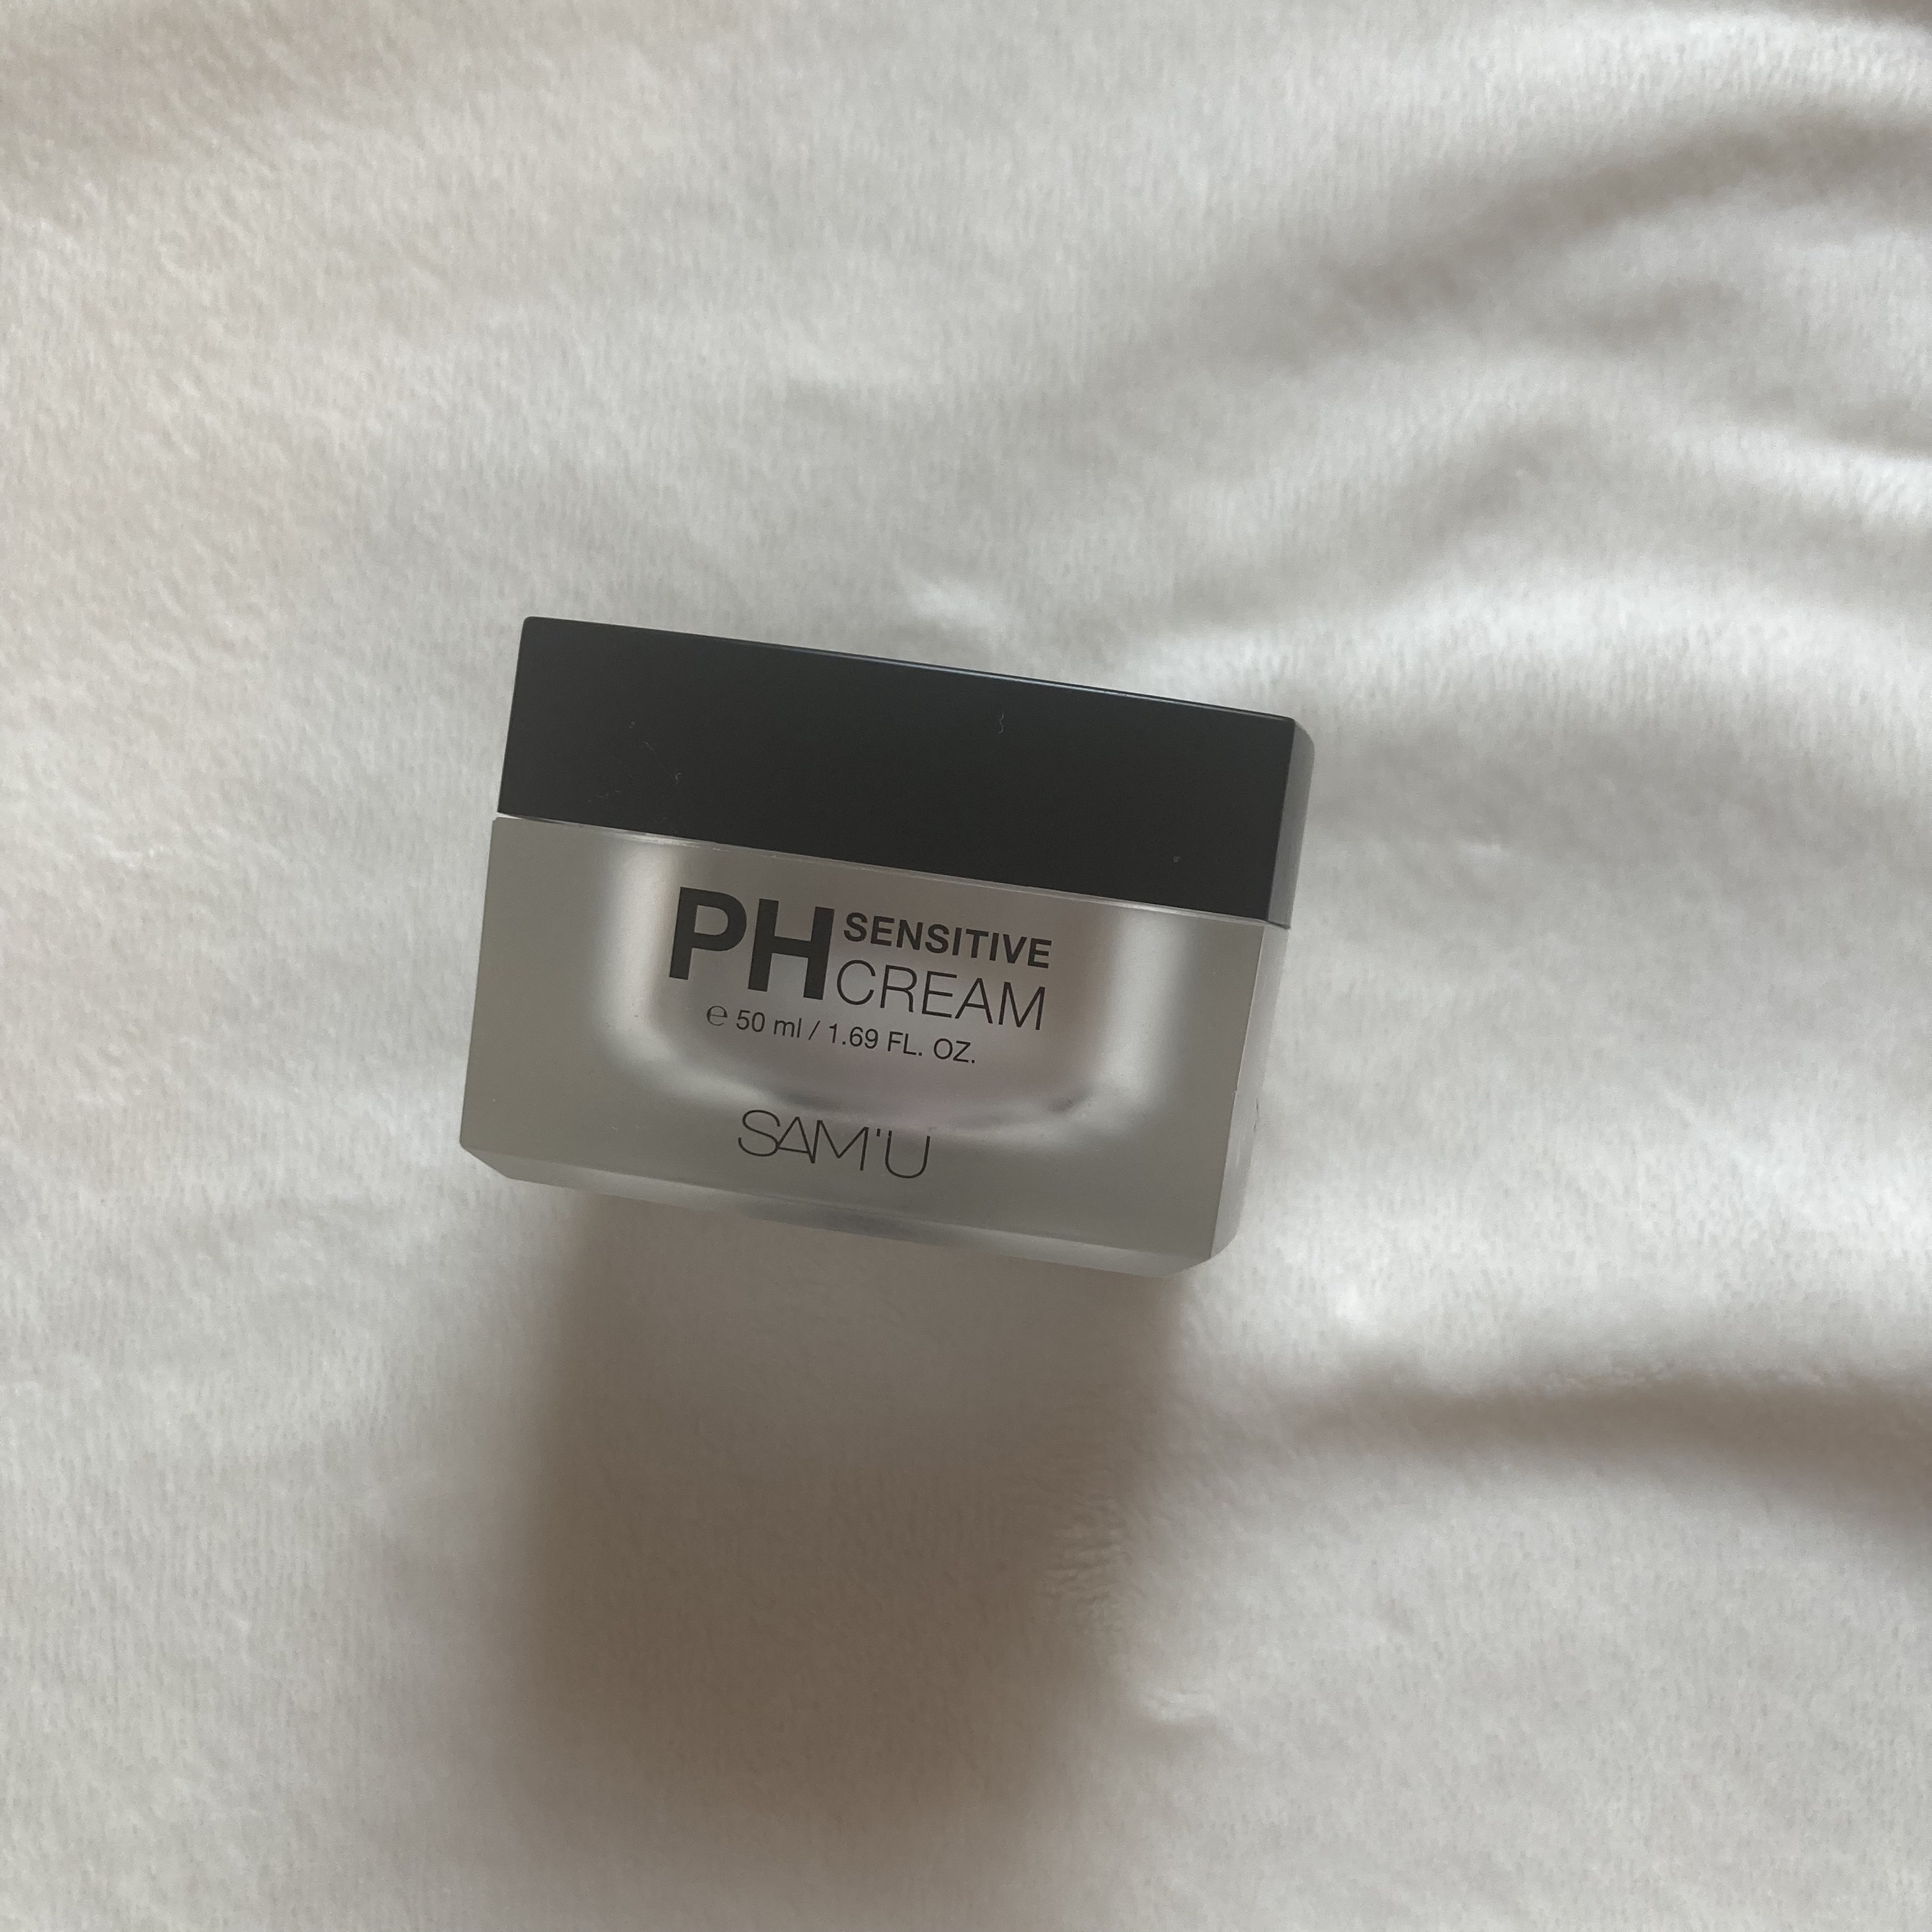 PH SENSITIVE
CREAM
℮ 50 ml / 1.69 FL. OZ.
SAM'U